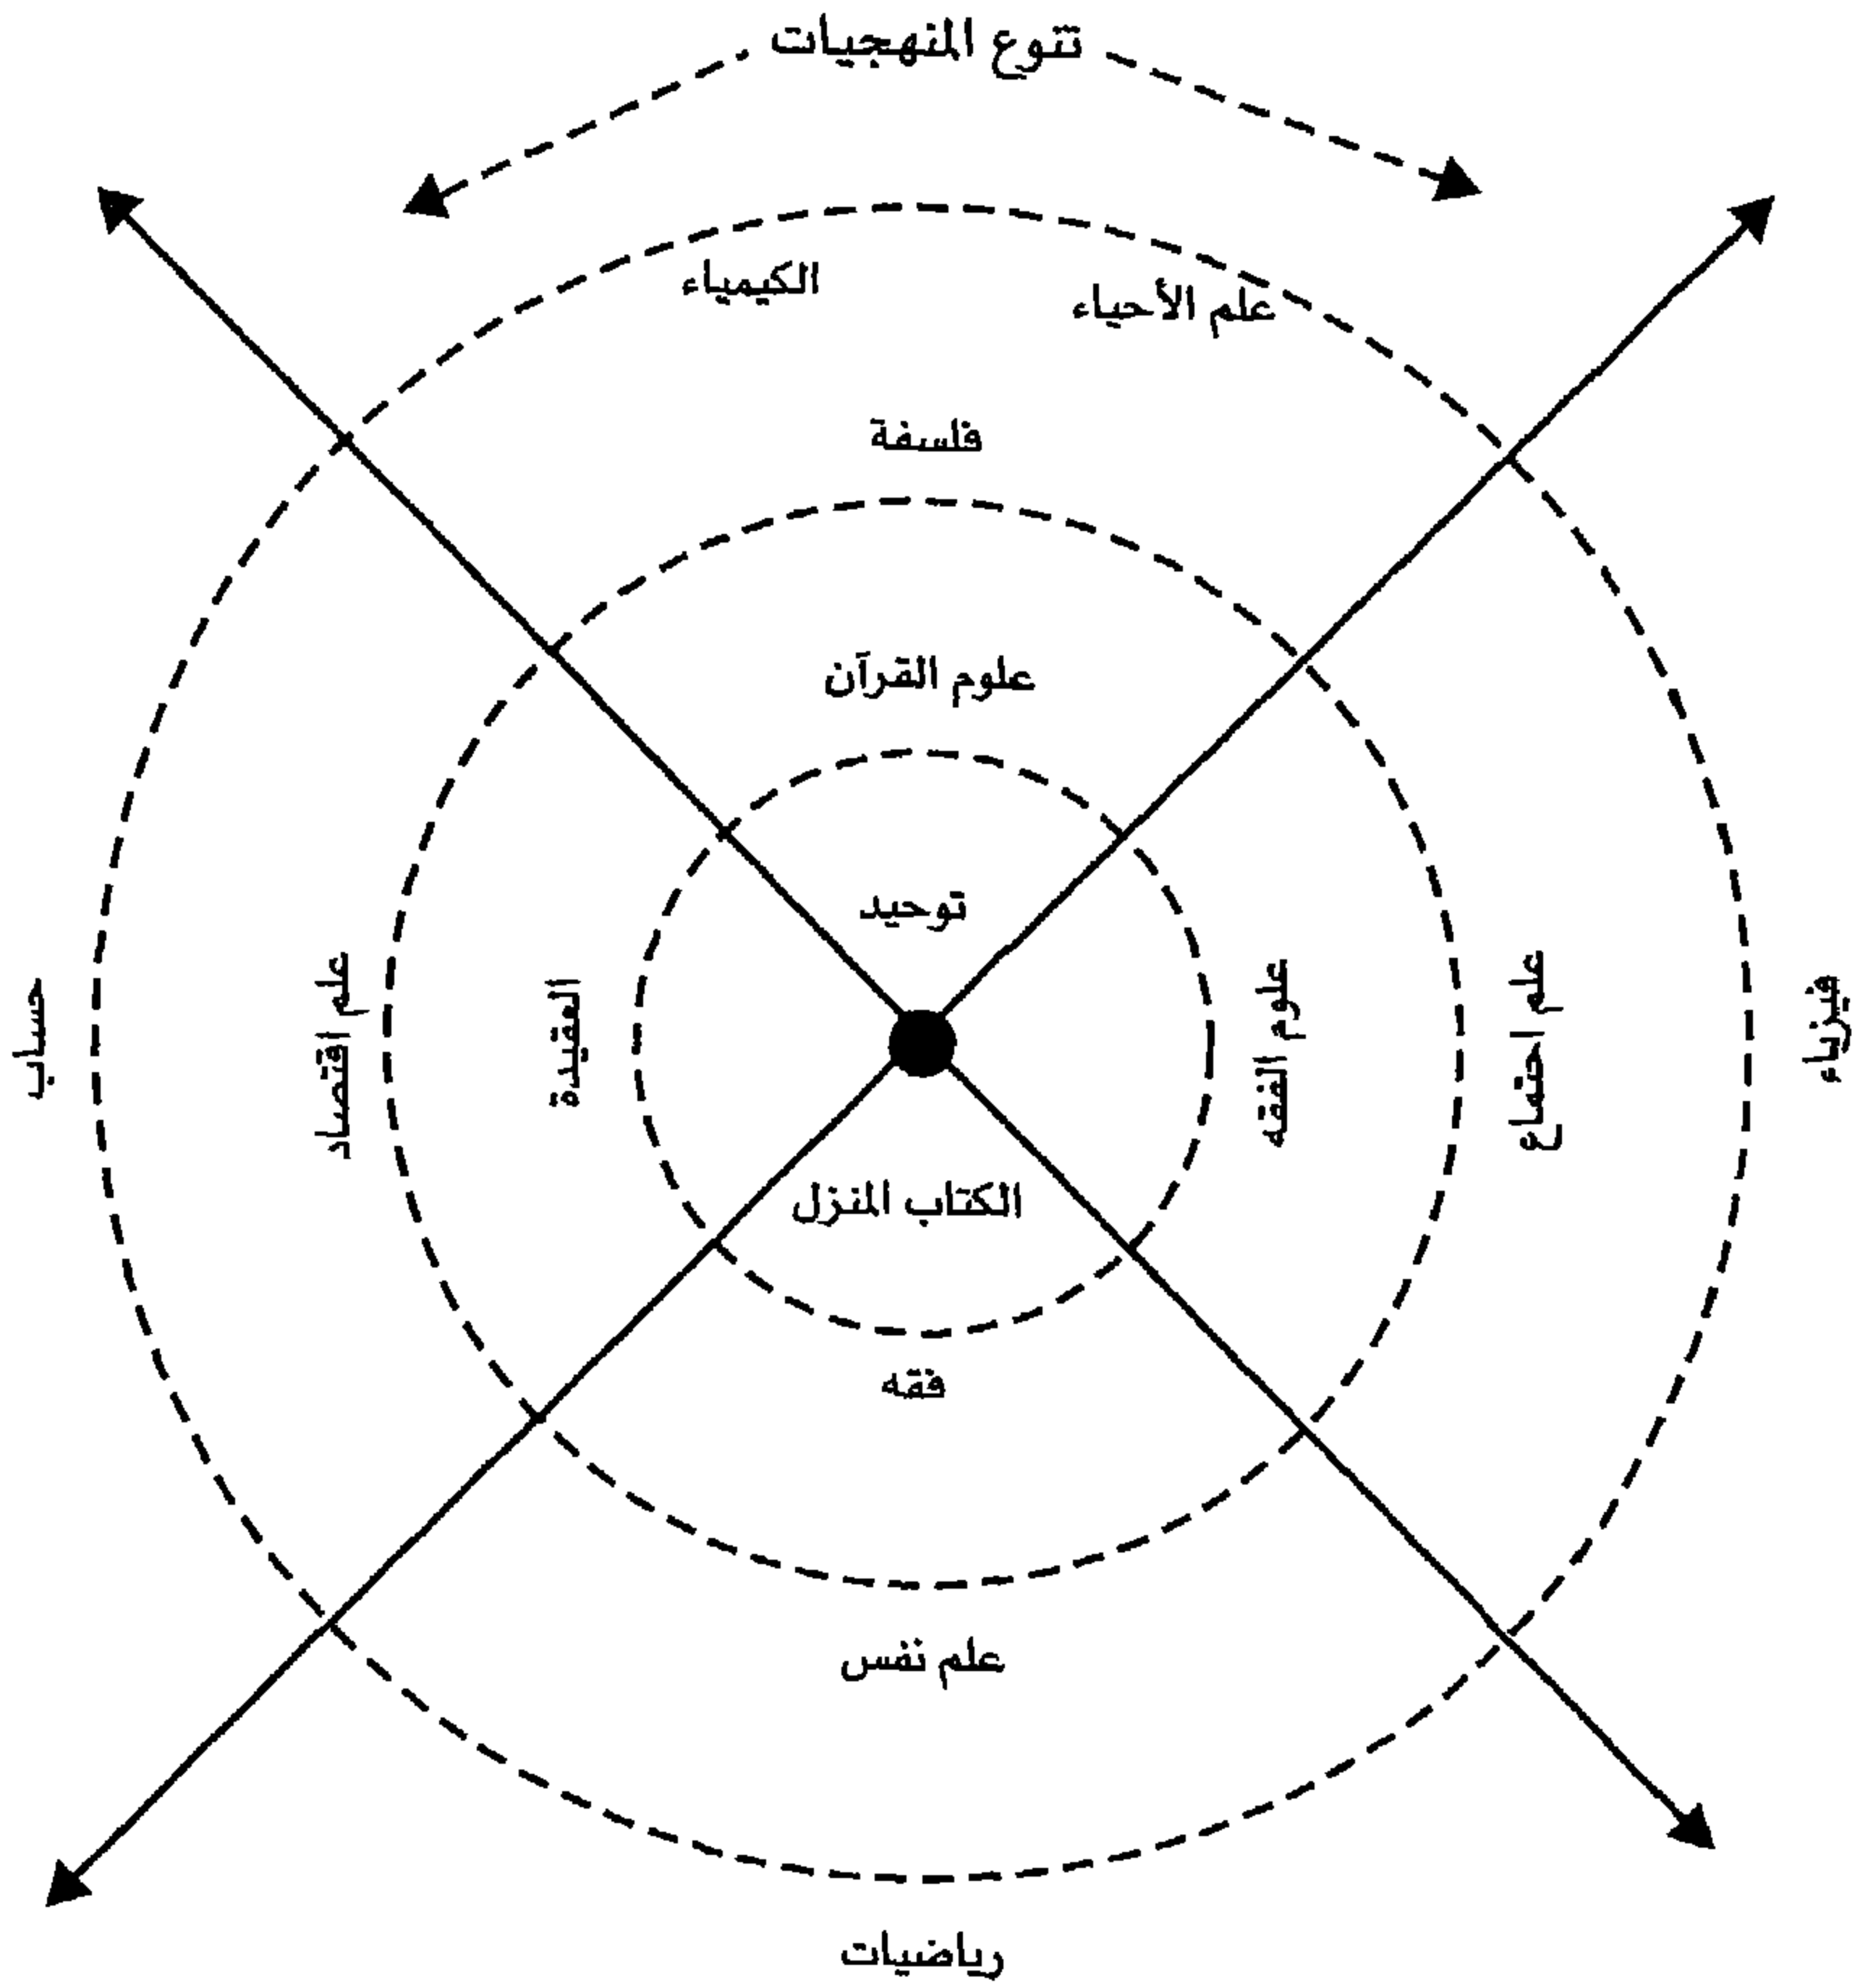 تنوع المنهجيات
الكيمياء
علم الأحياء
فلسفة
علوم القرآن
توحيد
حساب
علم اقتصاد
العقيدة
علوم الفقه
علم اجتماع
فيزياء
الكتاب المنزل
فقه
علم نفس
رياضيات